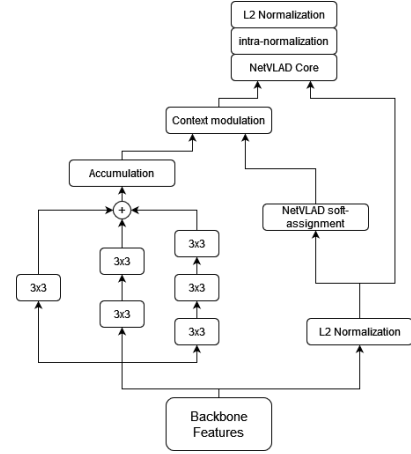 L2 Normalization
intra-normalization
NetVLAD Core
Context modulation
Accumulation
+
NetVLAD soft-
assignment
3x3
3x3
3x3
3x3
3x3
3x3
L2 Normalization
Backbone
Features